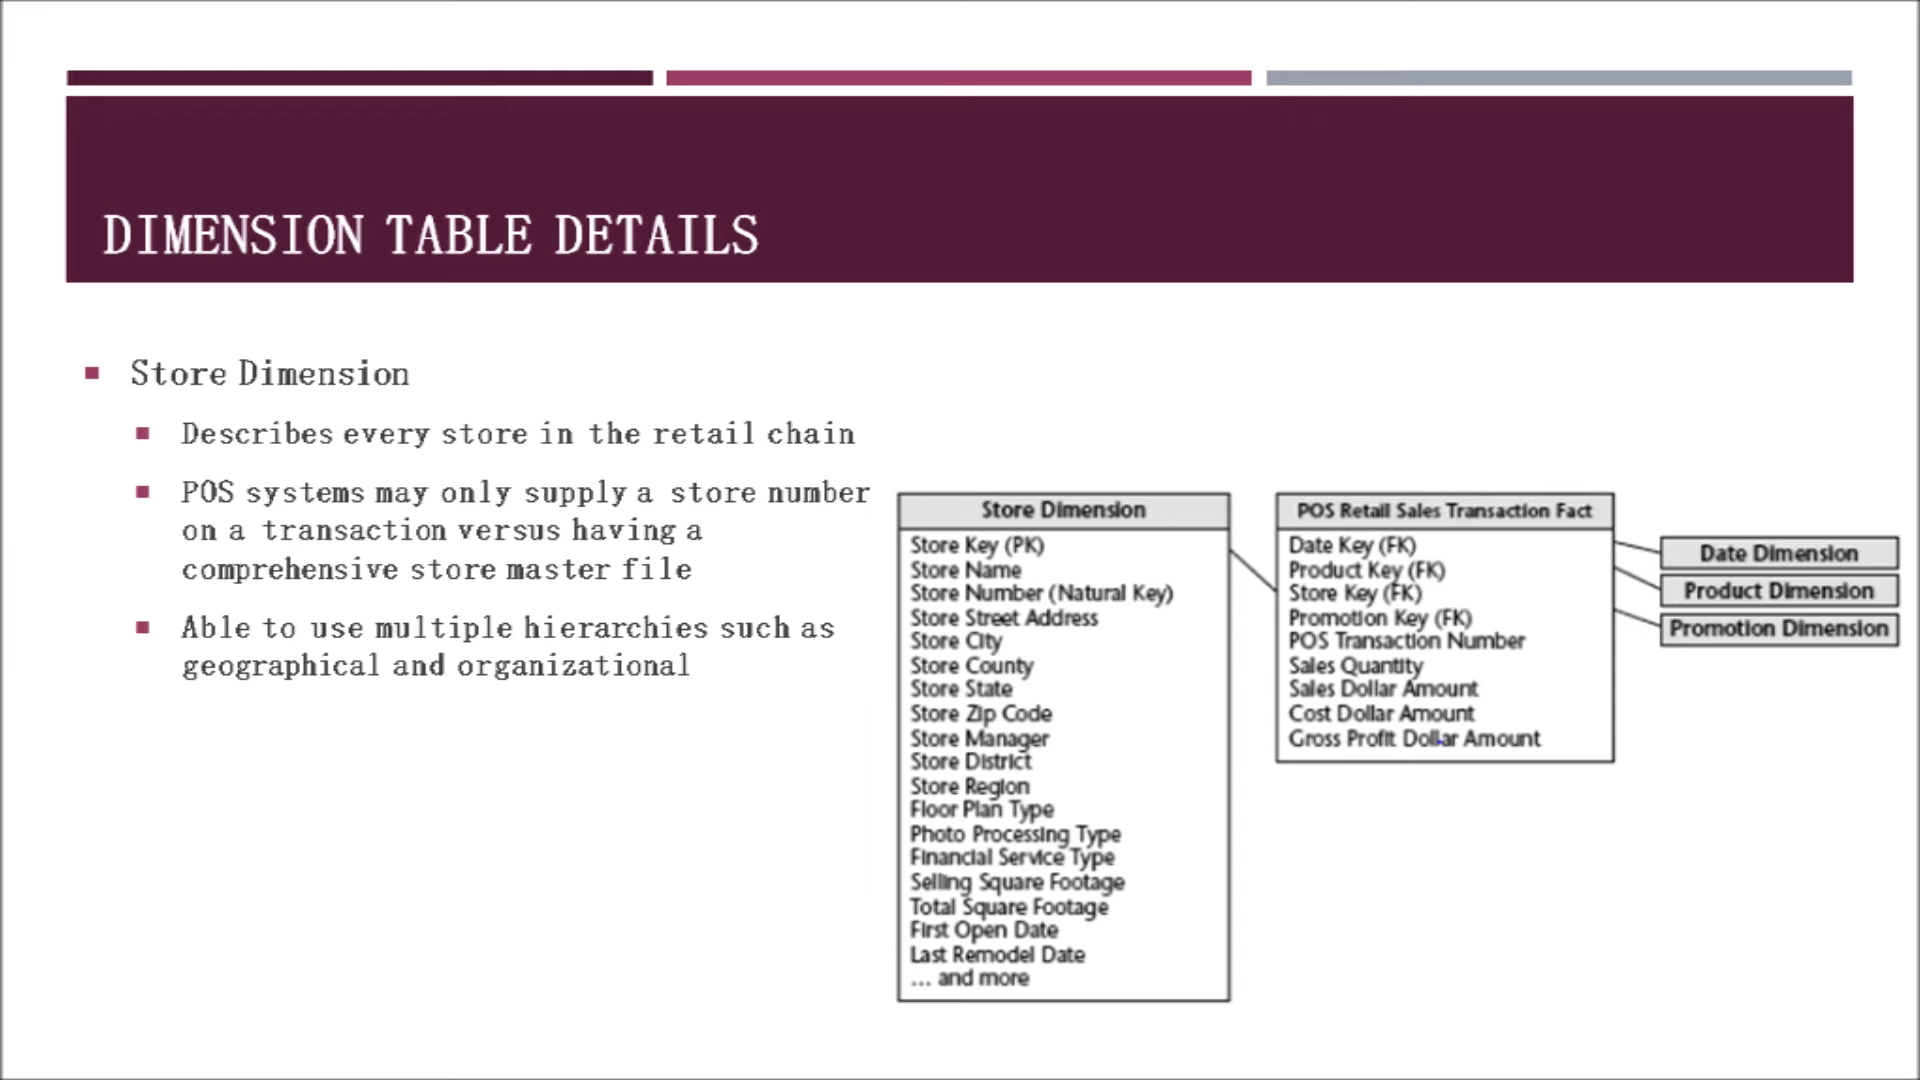 DIMENSION TABLE DETAILS
Store Dimension
Describes every store in the retail chain
POS systems may only supply a store number
on a transaction versus having a
comprehensive store master file
Able to use multiple hierarchies such as
geographical and organizational
Store Dimension
Store Key (PK)
Store Name
Store Number (Natural Key)
Store Street Address
Store City
Store County
Store State
Store Zip Code
Store Manager
Store District
Store Region
Floor Plan Type
Photo Processing Type
Financial Service Type
Selling Square Footage
Total Square Footage
First Open Date
Last Remodel Date
... and more
POS Retail Sales Transaction Fact
Date Key (FK)
Product Key (FK)
Store Key (FK)
Promotion Key (FK)
POS Transaction Number
Sales Quantity
Sales Dollar Amount
Cost Dollar Amount
Gross Profit Dollar Amount
Date Dimension
Product Dimension
Promotion Dimension